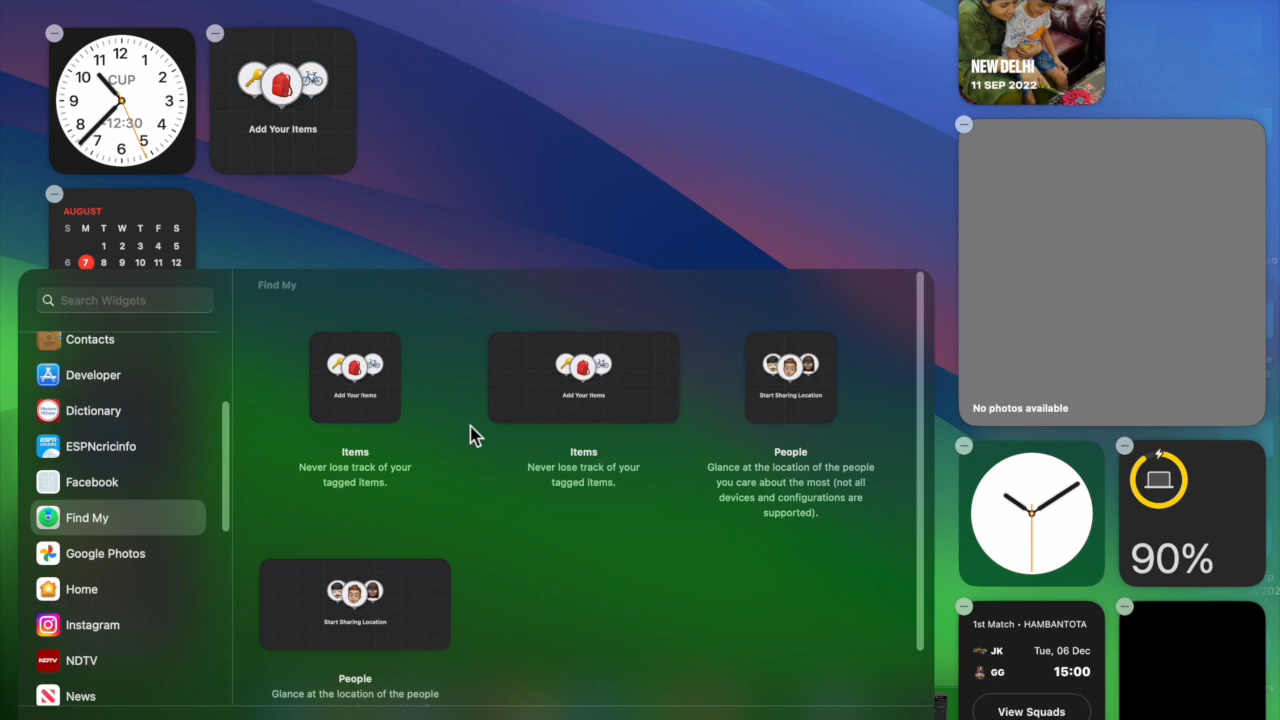 12
11
1
10
CUP
2
9
3
8
-12:30
4
7
5
6
Add Your Items
NEW DELHI
11 SEP 2022
AUGUST
S M T W T F S
1 2 3 4 5
6 7 8 9 10 11 12
Search Widgets
Contacts
Developer
Dictionary
ESPNcricinfo
Facebook
Find My
Google Photos
Home
Instagram
NDTV
NDTV
News
Find My
Add Your Items
Items
Never lose track of your
tagged items.
Add Your Items
Items
Never lose track of your
tagged items.
Start Sharing Location
People
Glance at the location of the people
you care about the most (not all
devices and configurations are
supported).
Start Sharing Location
People
Glance at the location of the people
No photos available
90%
1st Match • HAMBANTOTA
JK Tue, 06 Dec
GG 15:00
View Squads